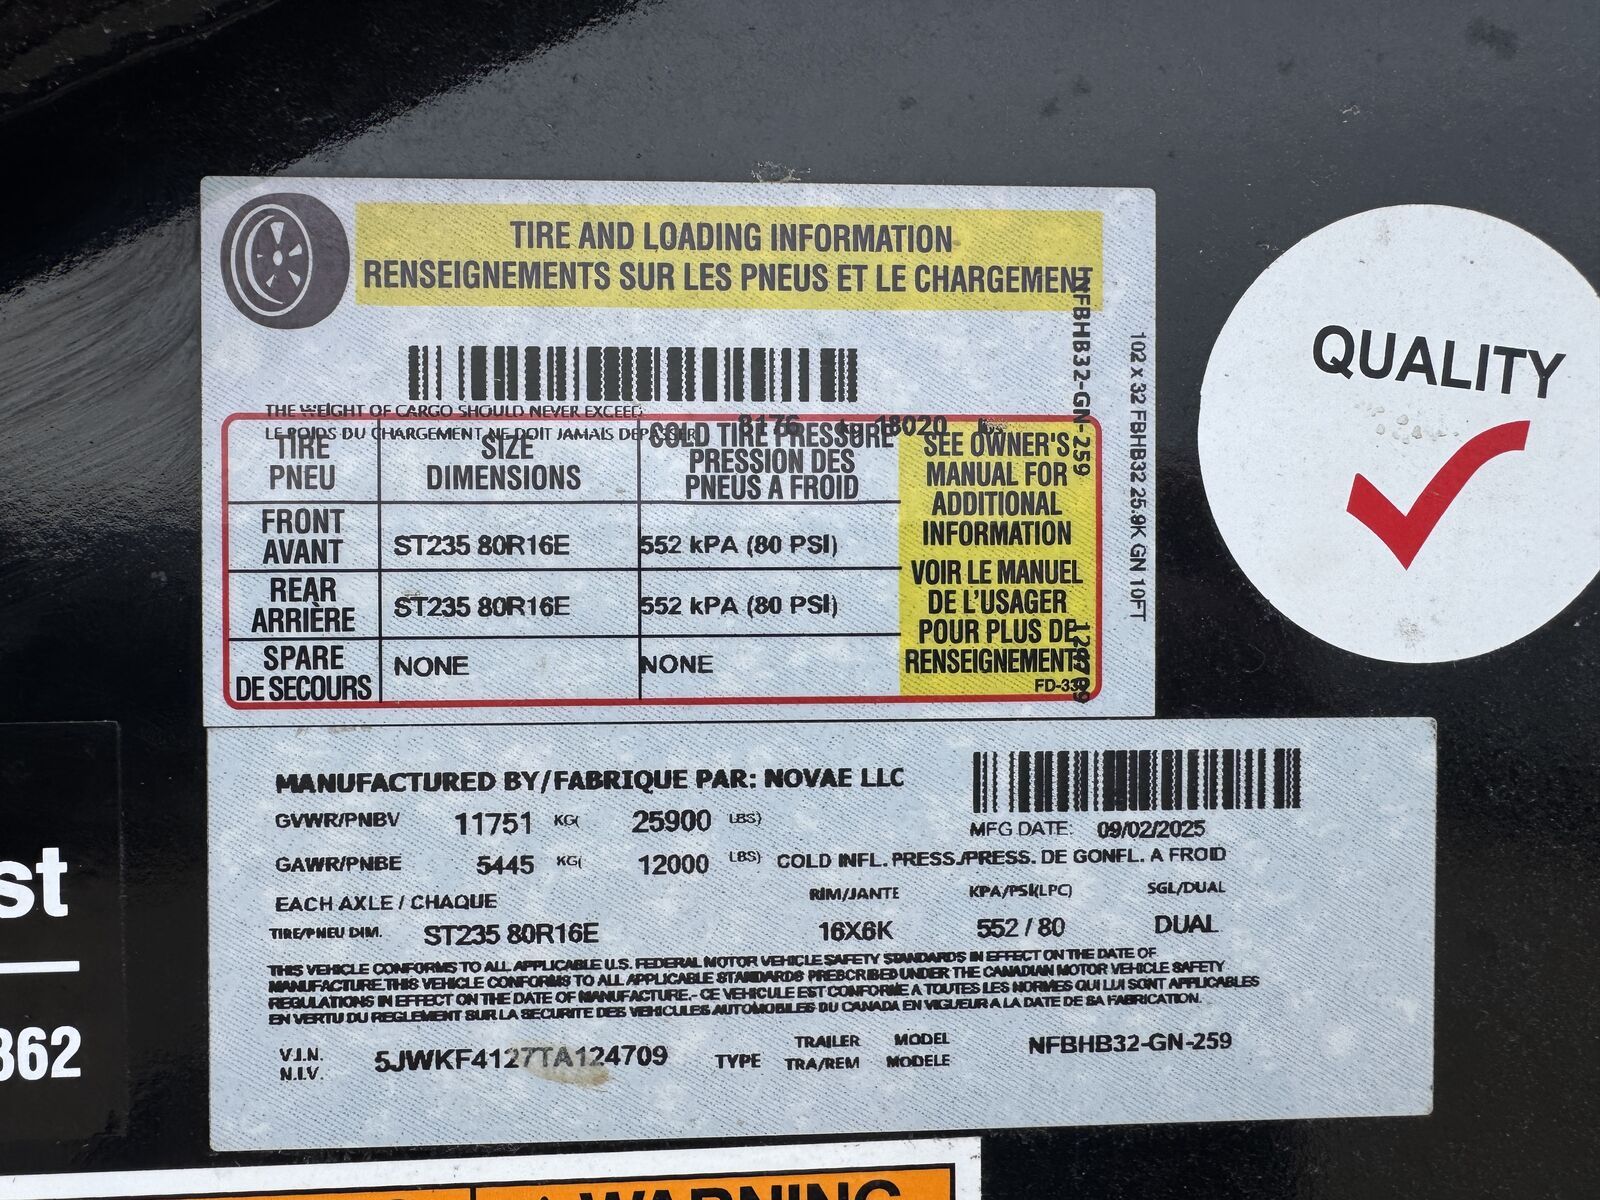 TIRE AND LOADING INFORMATION
RENSEIGNEMENTS SUR LES PNEUS ET LE CHARGEMENT
THE WEIGHT OF CARGO SHOULD NEVER EXCEED
8176 kg 18020
LE POIDS DU CHARGEMENT NE DOIT JAMAIS DEPASSER
TIRE
PNEU
SIZE
DIMENSIONS
COLD TIRE PRESSURE
PRESSION DES
PNEUS A FROID
FRONT
AVANT
ST235 80R16E
552 kPA (80 PSI)
REAR
ARRIÈRE
ST235 80R16E
552 kPA (80 PSI)
SPARE
DE SECOURS
NONE
NONE
SEE OWNER'S
MANUAL FOR
ADDITIONAL
INFORMATION
VOIR LE MANUEL
DE L'USAGER
POUR PLUS DE
RENSEIGNEMENTS
NFBHB32-GN-259
102 x 32 FBHB32 25.9K GN 10FT
QUALITY
MANUFACTURED BY/FABRIQUE PAR: NOVAE LLC
GVWR/PNBV 11751 KG( 25900 LBS)
MFG DATE: 09/02/2025
GAWR/PNBE 5445 KG( 12000 LBS) COLD INFL. PRESS./PRESS. DE GONFL. A FROID
EACH AXLE / CHAQUE RIM/JANTE KPA/PSI(LPC) SGL/DUAL
TIRE/PNEU DIM. ST235 80R16E 16X6K 552 / 80 DUAL
THIS VEHICLE CONFORMS TO ALL APPLICABLE U.S. FEDERAL MOTOR VEHICLE SAFETY STANDARDS IN EFFECT ON THE DATE OF
MANUFACTURE.THIS VEHICLE CONFORMS TO ALL APPLICABLE STANDARDS PRESCRIBED UNDER THE CANADIAN MOTOR VEHICLE SAFETY
REGULATIONS IN EFFECT ON THE DATE OF MANUFACTURE.- CE VEHICULE EST CONFORME A TOUTES LES NORMES QUI LUI SONT APPLICABLES
EN VERTU DU REGLEMENT SUR LA SECURITE DES VEHICULES AUTOMOBILES DU CANADA EN VIGUEUR A LA DATE DE SA FABRICATION.
V.I.N.
N.I.V.
5JWKF4127TA124709
TYPE
TRAILER
TRA/REM
MODEL
MODELE
NFBHB32-GN-259
st
362
WARNING